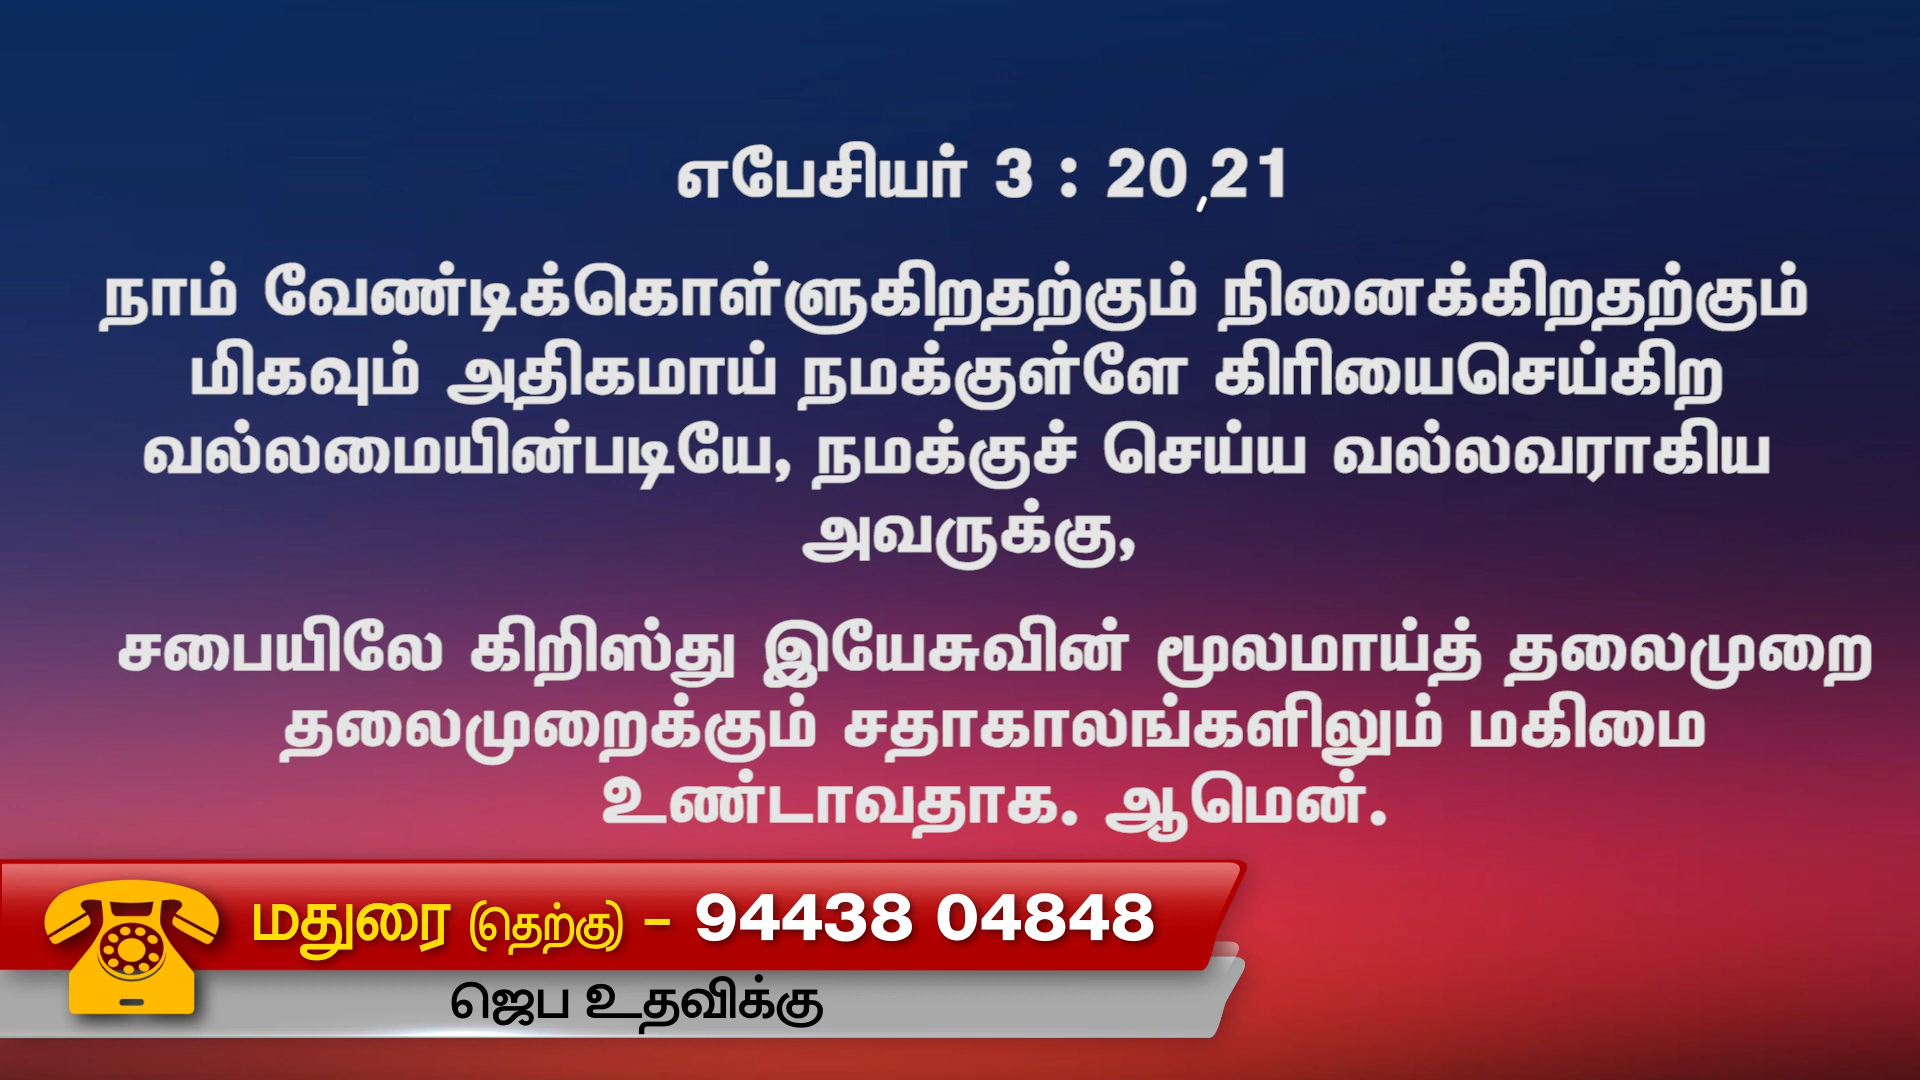 எபேசியர் 3 : 20,21
நாம் வேண்டிக்கொள்ளுகிறதற்கும் நினைக்கிறதற்கும்
மிகவும் அதிகமாய் நமக்குள்ளே கிரியைசெய்கிற
வல்லமையின்படியே, நமக்குச் செய்ய வல்லவராகிய
அவருக்கு,
சபையிலே கிறிஸ்து இயேசுவின் மூலமாய்த் தலைமுறை
தலைமுறைக்கும் சதாகாலங்களிலும் மகிமை
உண்டாவதாக. ஆமென்.
மதுரை (தெற்கு) – 94438 04848
ஜெப உதவிக்கு